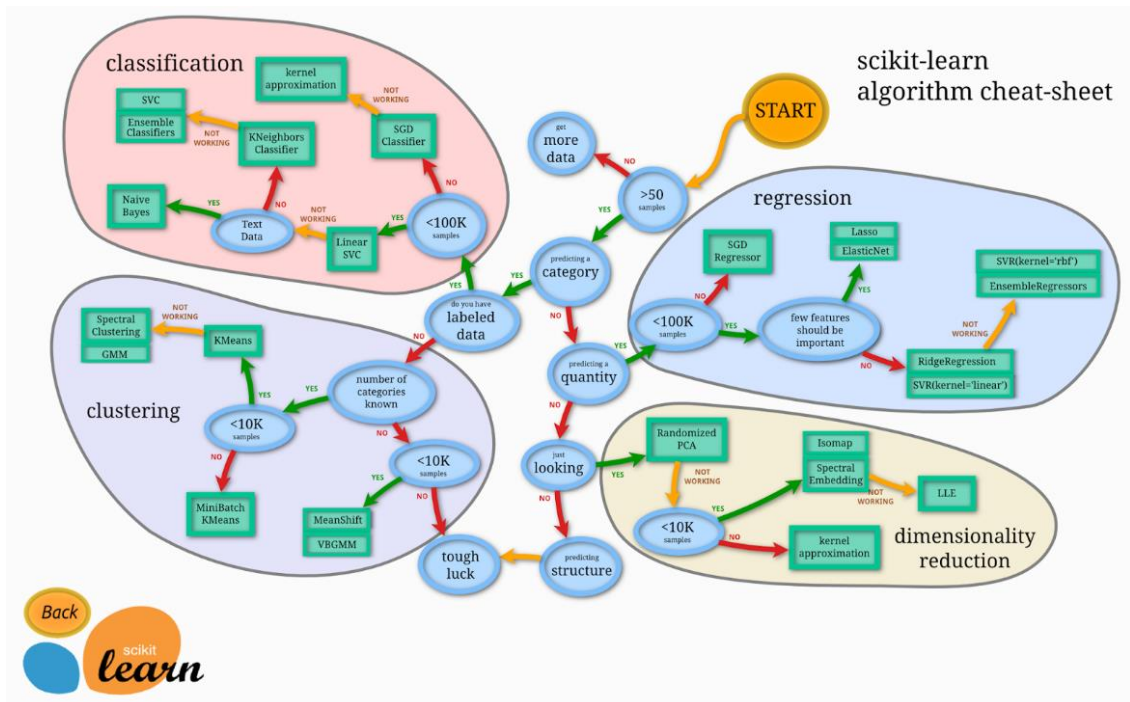 scikit-learn
algorithm cheat-sheet
START
classification
kernel
approximation
NOT
WORKING
SVC
Ensemble
Classifiers
NOT
WORKING
KNeighbors
Classifier
SGD
Classifier
NO
Naive
Bayes
YES
Text
Data
NO
NOT
WORKING
Linear
SVC
YES
<100K
samples
YES
get
more
data
NO
>50
samples
YES
predicting a
category
YES
NO
do you have
labeled
data
NO
predicting a
quantity
YES
NO
just
looking
YES
NO
predicting
structure
tough
luck
regression
SGD
Regressor
NO
<100K
samples
YES
Lasso
ElasticNet
YES
few features
should be
important
NO
SVR(kernel='rbf')
EnsembleRegressors
NOT
WORKING
RidgeRegression
SVR(kernel='linear')
clustering
Spectral
Clustering
GMM
NOT
WORKING
KMeans
YES
<10K
samples
NO
MiniBatch
KMeans
YES
number of
categories
known
NO
<10K
samples
YES
NO
MeanShift
VBGMM
Randomized
PCA
NOT
WORKING
<10K
samples
YES
NO
Isomap
Spectral
Embedding
NOT
WORKING
LLE
kernel
approximation
dimensionality
reduction
Back
scikit
learn